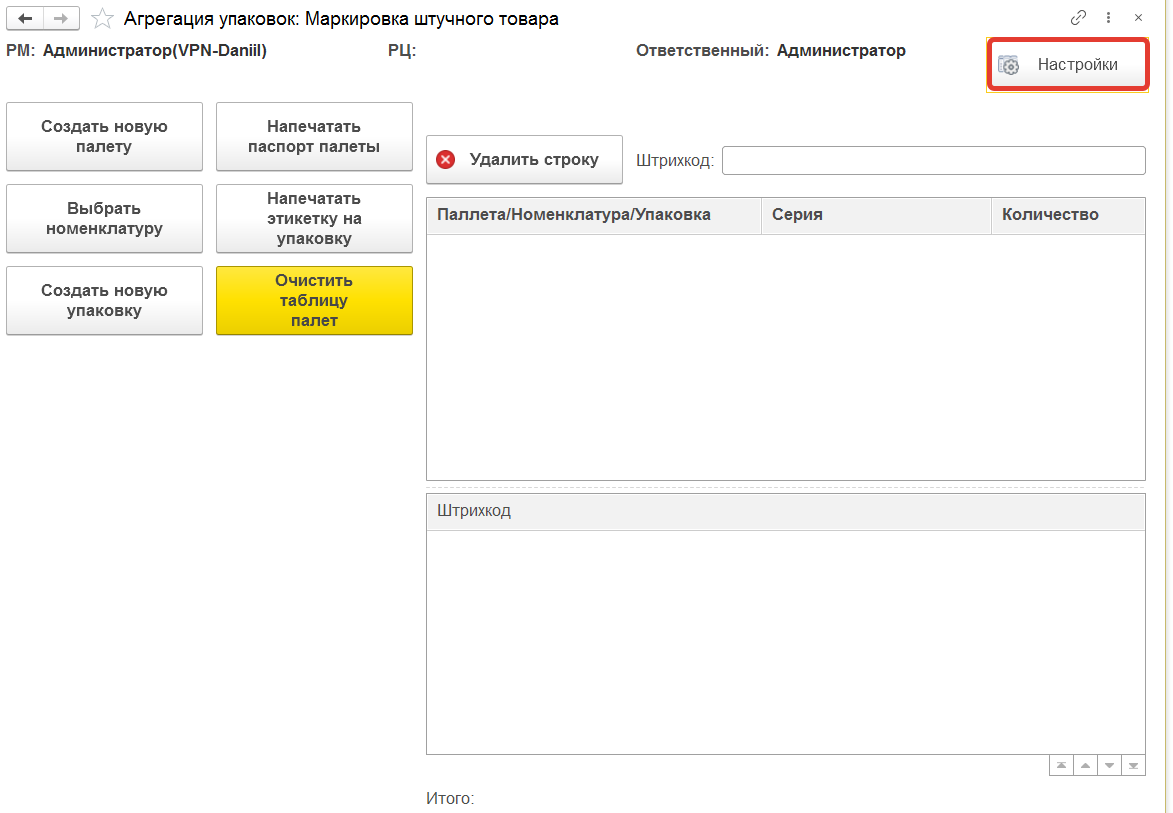 Агрегация упаковок: Маркировка штучного товара
РМ: Администратор(VPN-Daniil)
РЦ:
Ответственный: Администратор
Настройки
Создать новую
палету
Напечатать
паспорт палеты
Выбрать
номенклатуру
Напечатать
этикетку на
упаковку
Создать новую
упаковку
Очистить
таблицу
палет
Удалить строку
Штрихкод:
Паллета/Номенклатура/Упаковка
Серия
Количество
Штрихкод
Итого: